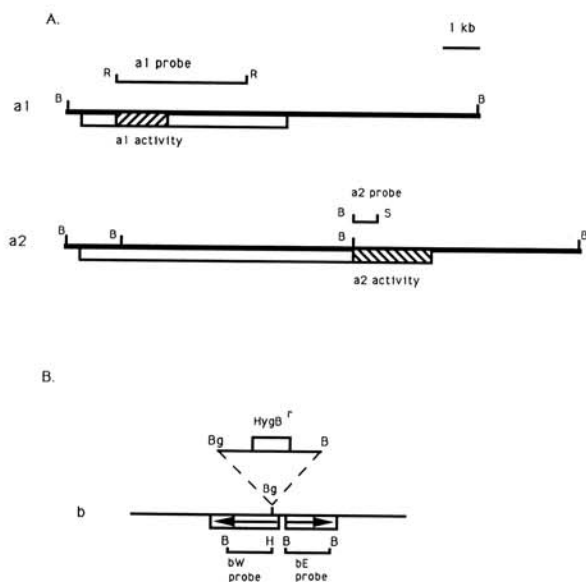 A.
1 kb
a1 probe
R R
B B
a1
a1 activity
a2 probe
B S
B B B B
a2
a2 activity
B.
HygB r
Bg B
Bg
b
B H B B
bW probe
bE probe